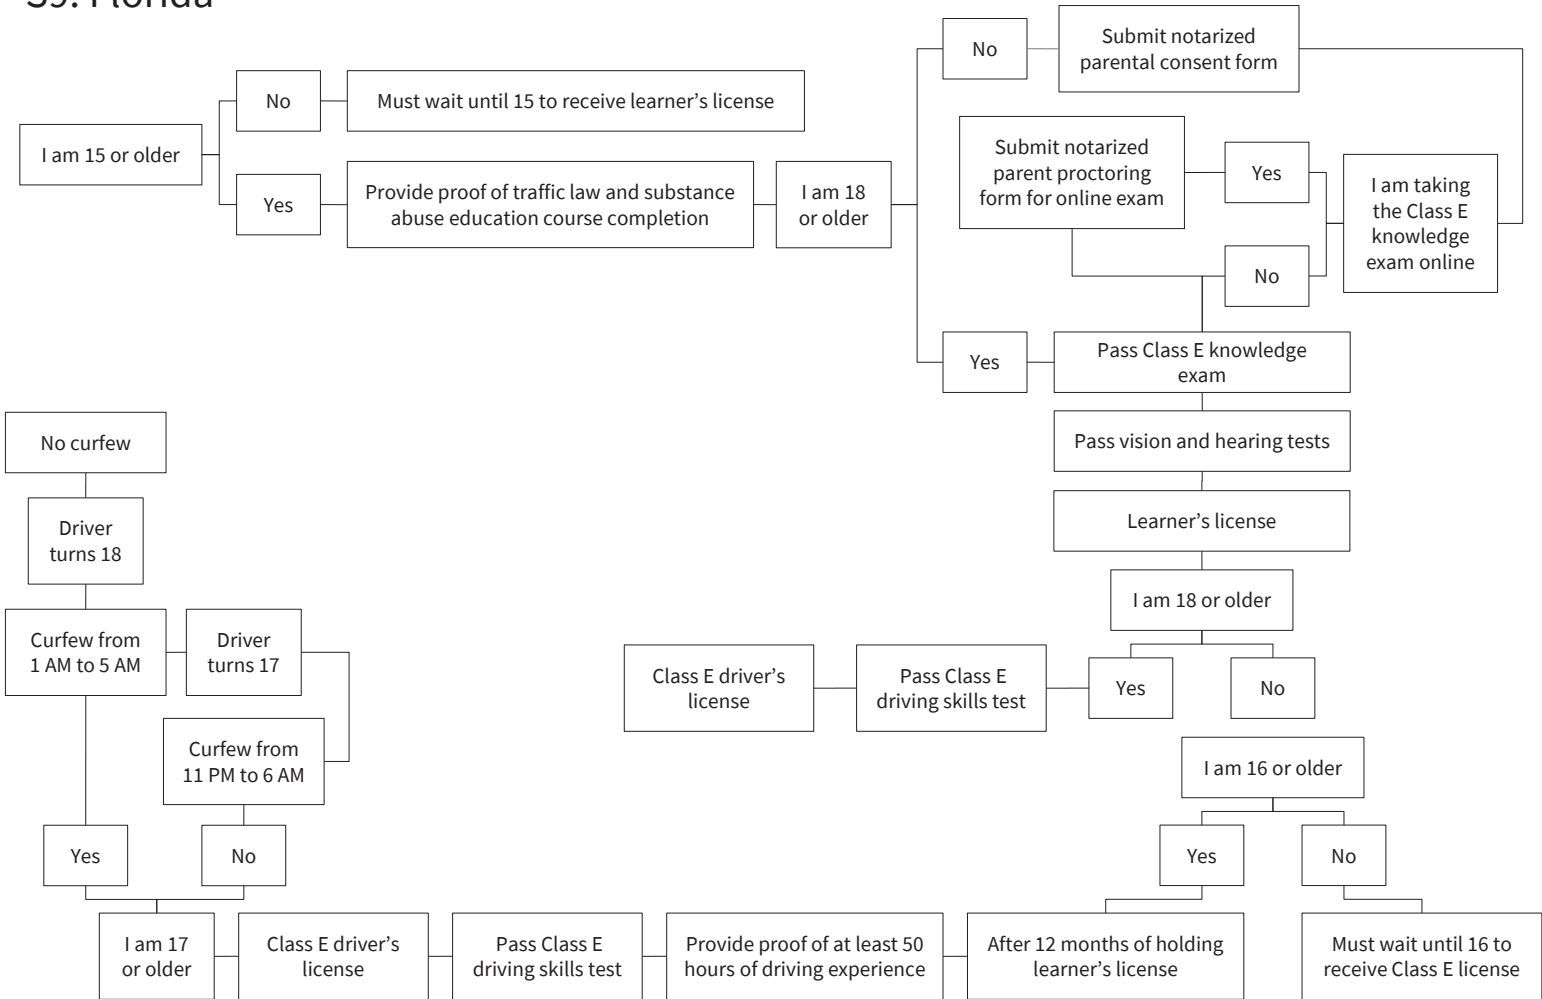 S9. Florida
I am 15 or older
No
Must wait until 15 to receive learner’s license
Yes
Provide proof of traffic law and substance
abuse education course completion
I am 18
or older
No
Submit notarized
parental consent form
I am taking
the Class E
knowledge
exam online
Yes
Submit notarized
parent proctoring
form for online exam
No
Yes
Pass Class E knowledge
exam
Pass vision and hearing tests
Learner’s license
I am 18 or older
Yes
Pass Class E
driving skills test
Class E driver’s
license
No
I am 16 or older
No
Must wait until 16 to
receive Class E license
Yes
After 12 months of holding
learner’s license
Provide proof of at least 50
hours of driving experience
Pass Class E
driving skills test
Class E driver’s
license
I am 17
or older
No
Curfew from
11 PM to 6 AM
Driver
turns 17
Yes
Curfew from
1 AM to 5 AM
Driver
turns 18
No curfew